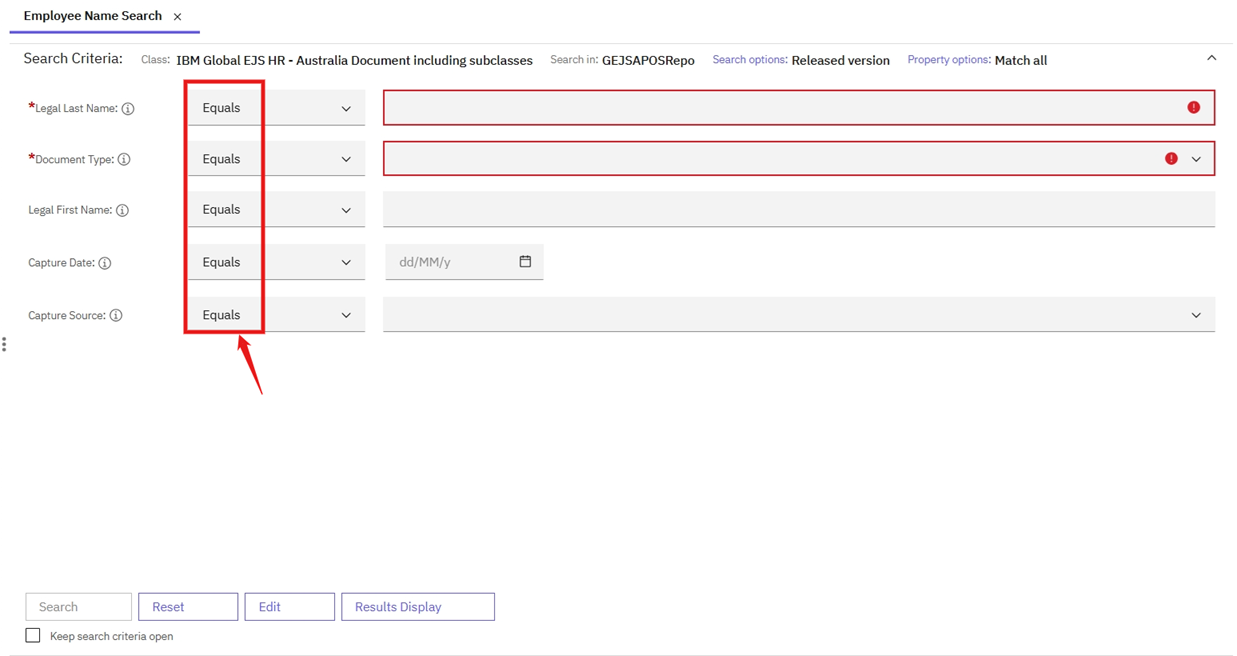 Employee Name Search
Search Criteria: Class: IBM Global EJS HR - Australia Document including subclasses Search in: GEJSAPOSRepo Search options: Released version Property options: Match all
*Legal Last Name: Equals
*Document Type: Equals
Legal First Name: Equals
Capture Date: Equals dd/MM/y
Capture Source: Equals
Search Reset Edit Results Display
Keep search criteria open